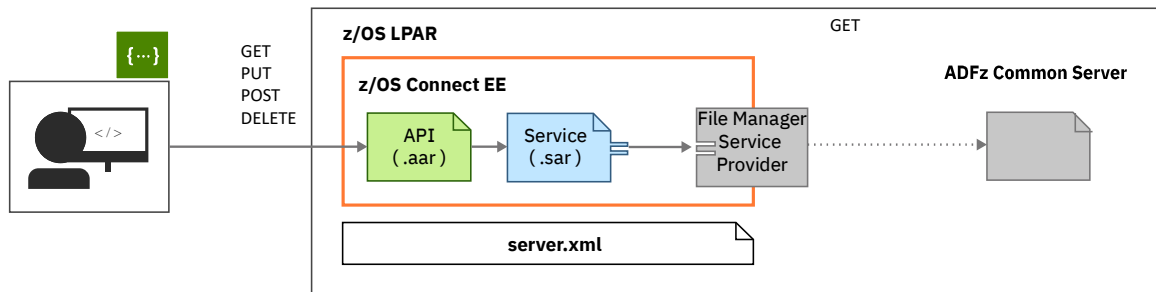 GET
z/OS LPAR
{...}
GET
PUT
POST
DELETE
z/OS Connect EE
ADFz Common Server
</>
API
( .aar )
Service
( .sar )
File Manager
Service
Provider
server.xml